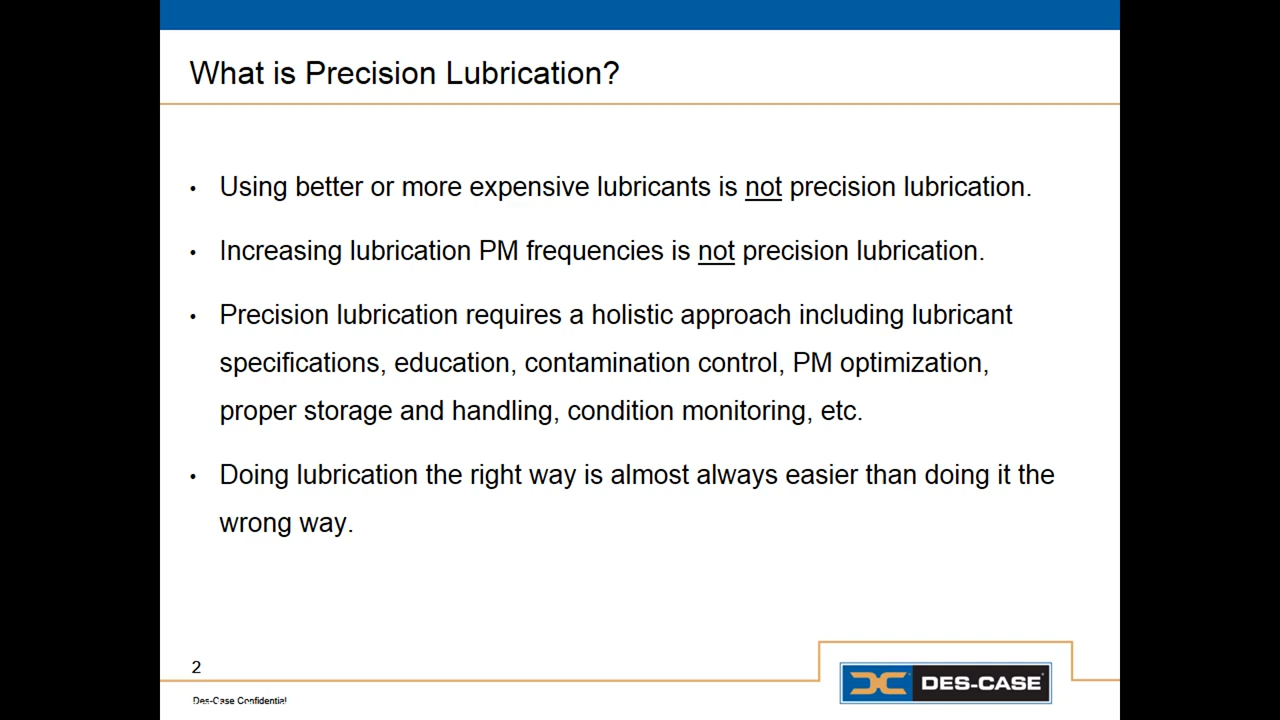 What is Precision Lubrication?
• Using better or more expensive lubricants is not precision lubrication.
• Increasing lubrication PM frequencies is not precision lubrication.
• Precision lubrication requires a holistic approach including lubricant
specifications, education, contamination control, PM optimization,
proper storage and handling, condition monitoring, etc.
• Doing lubrication the right way is almost always easier than doing it the
wrong way.
2
Des-Case Confidential
DES-CASE